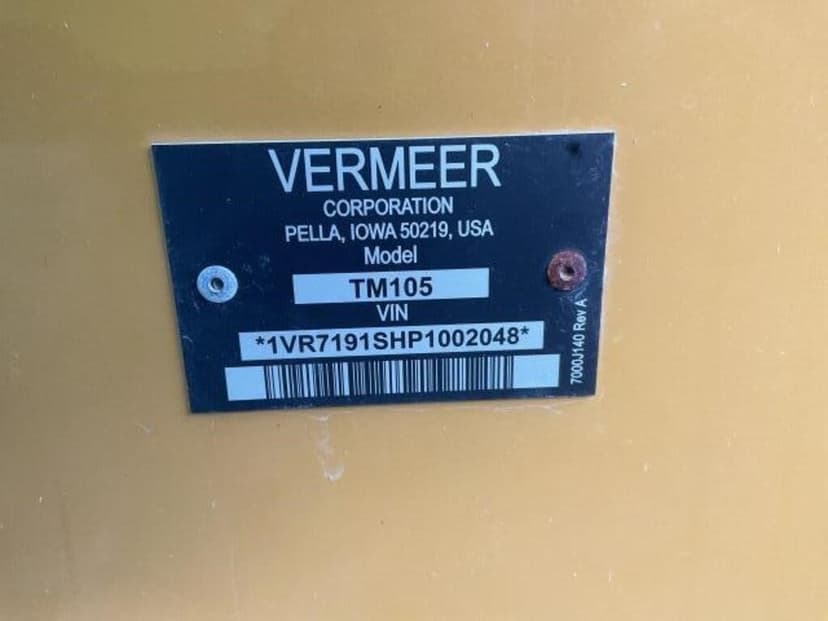 VERMEER
CORPORATION
PELLA, IOWA 50219, USA
Model
TM105
VIN
*1VR7191SHP1002048*
7000J140 Rev A